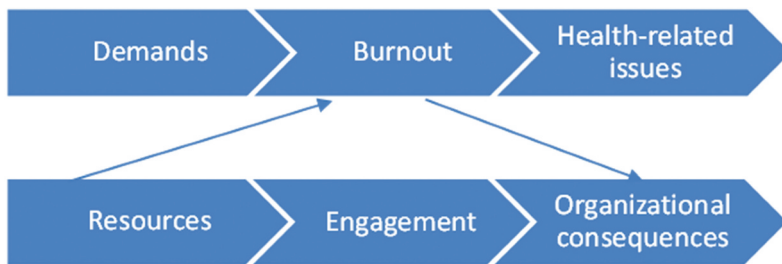 Demands
Burnout
Health-related
issues
Resources
Engagement
Organizational
consequences